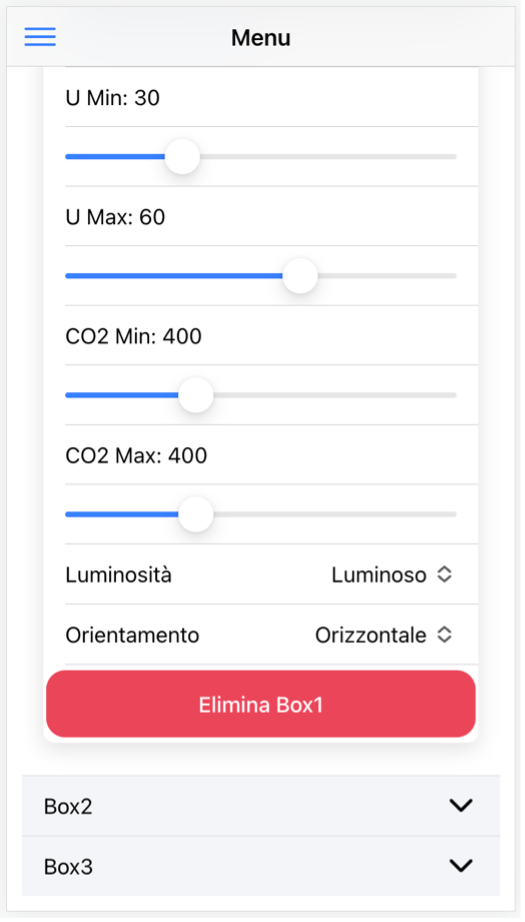 Menu
U Min: 30
U Max: 60
CO2 Min: 400
CO2 Max: 400
Luminosità Luminoso
Orientamento Orizzontale
Elimina Box1
Box2
Box3